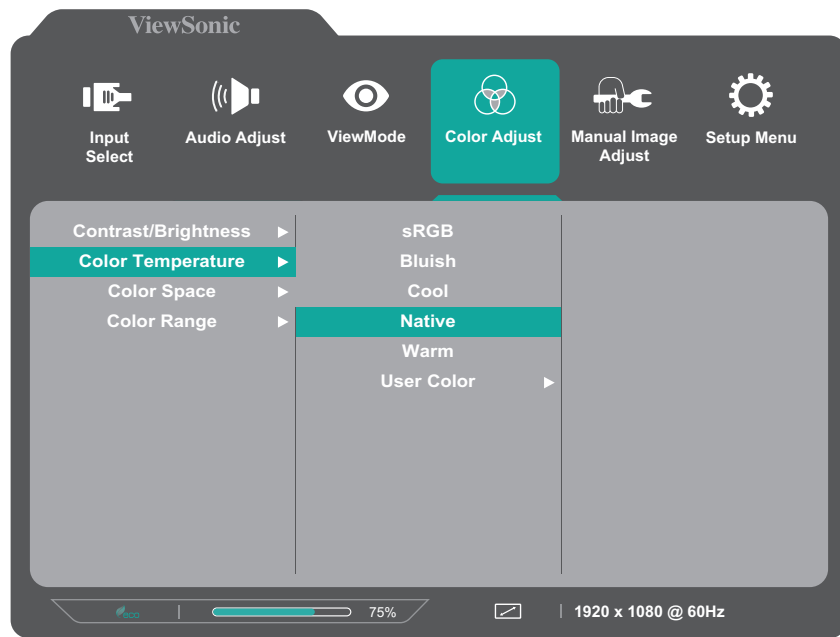 ViewSonic
Input
Select
Audio Adjust
ViewMode
Color Adjust
Manual Image
Adjust
Setup Menu
Contrast/Brightness
Color Temperature
Color Space
Color Range
sRGB
Bluish
Cool
Native
Warm
User Color
eco
75%
1920 x 1080 @ 60Hz